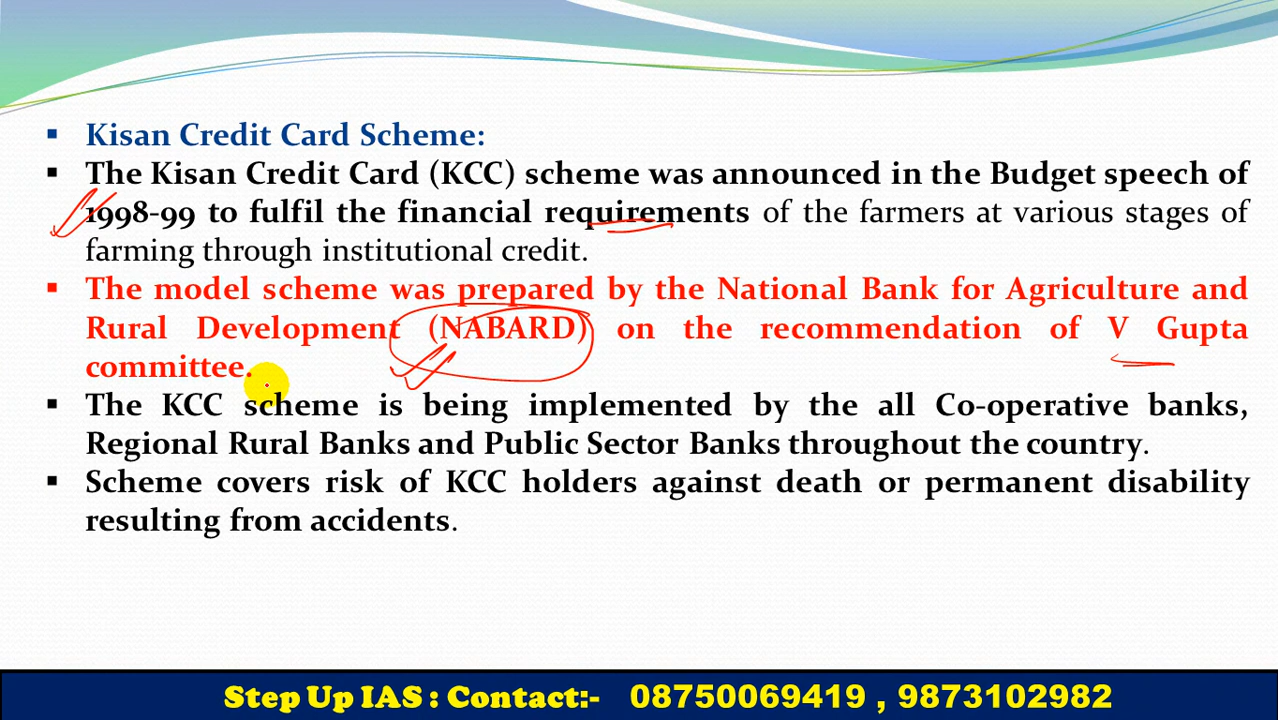 Kisan Credit Card Scheme:
The Kisan Credit Card (KCC) scheme was announced in the Budget speech of
1998-99 to fulfil the financial requirements of the farmers at various stages of
farming through institutional credit.
The model scheme was prepared by the National Bank for Agriculture and
Rural Development (NABARD) on the recommendation of V Gupta
committee.
The KCC scheme is being implemented by the all Co-operative banks,
Regional Rural Banks and Public Sector Banks throughout the country.
Scheme covers risk of KCC holders against death or permanent disability
resulting from accidents.
Step Up IAS : Contact:- 08750069419 , 9873102982